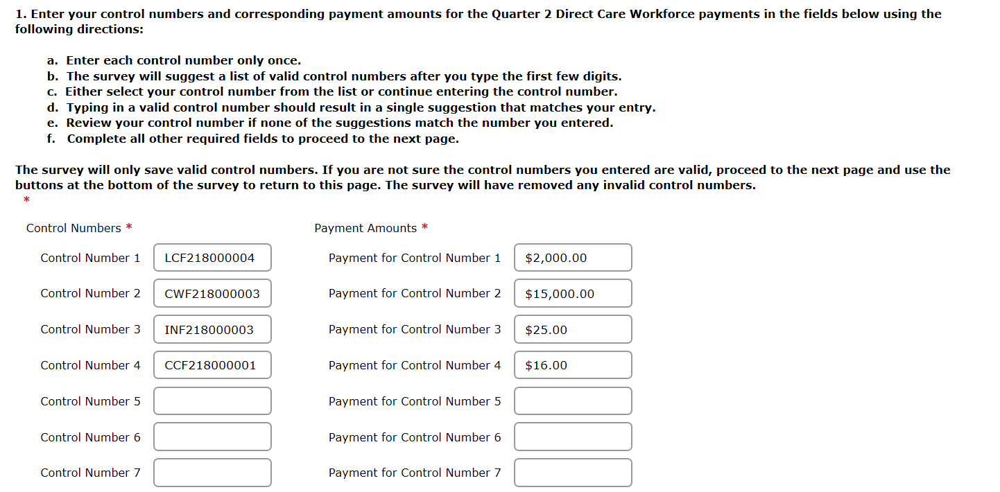 1. Enter your control numbers and corresponding payment amounts for the Quarter 2 Direct Care Workforce payments in the fields below using the
following directions:
a. Enter each control number only once.
b. The survey will suggest a list of valid control numbers after you type the first few digits.
c. Either select your control number from the list or continue entering the control number.
d. Typing in a valid control number should result in a single suggestion that matches your entry.
e. Review your control number if none of the suggestions match the number you entered.
f. Complete all other required fields to proceed to the next page.
The survey will only save valid control numbers. If you are not sure the control numbers you entered are valid, proceed to the next page and use the
buttons at the bottom of the survey to return to this page. The survey will have removed any invalid control numbers.
*
Control Numbers * Payment Amounts *
Control Number 1 LCF218000004 Payment for Control Number 1 $2,000.00
Control Number 2 CWF218000003 Payment for Control Number 2 $15,000.00
Control Number 3 INF218000003 Payment for Control Number 3 $25.00
Control Number 4 CCF218000001 Payment for Control Number 4 $16.00
Control Number 5 Payment for Control Number 5
Control Number 6 Payment for Control Number 6
Control Number 7 Payment for Control Number 7